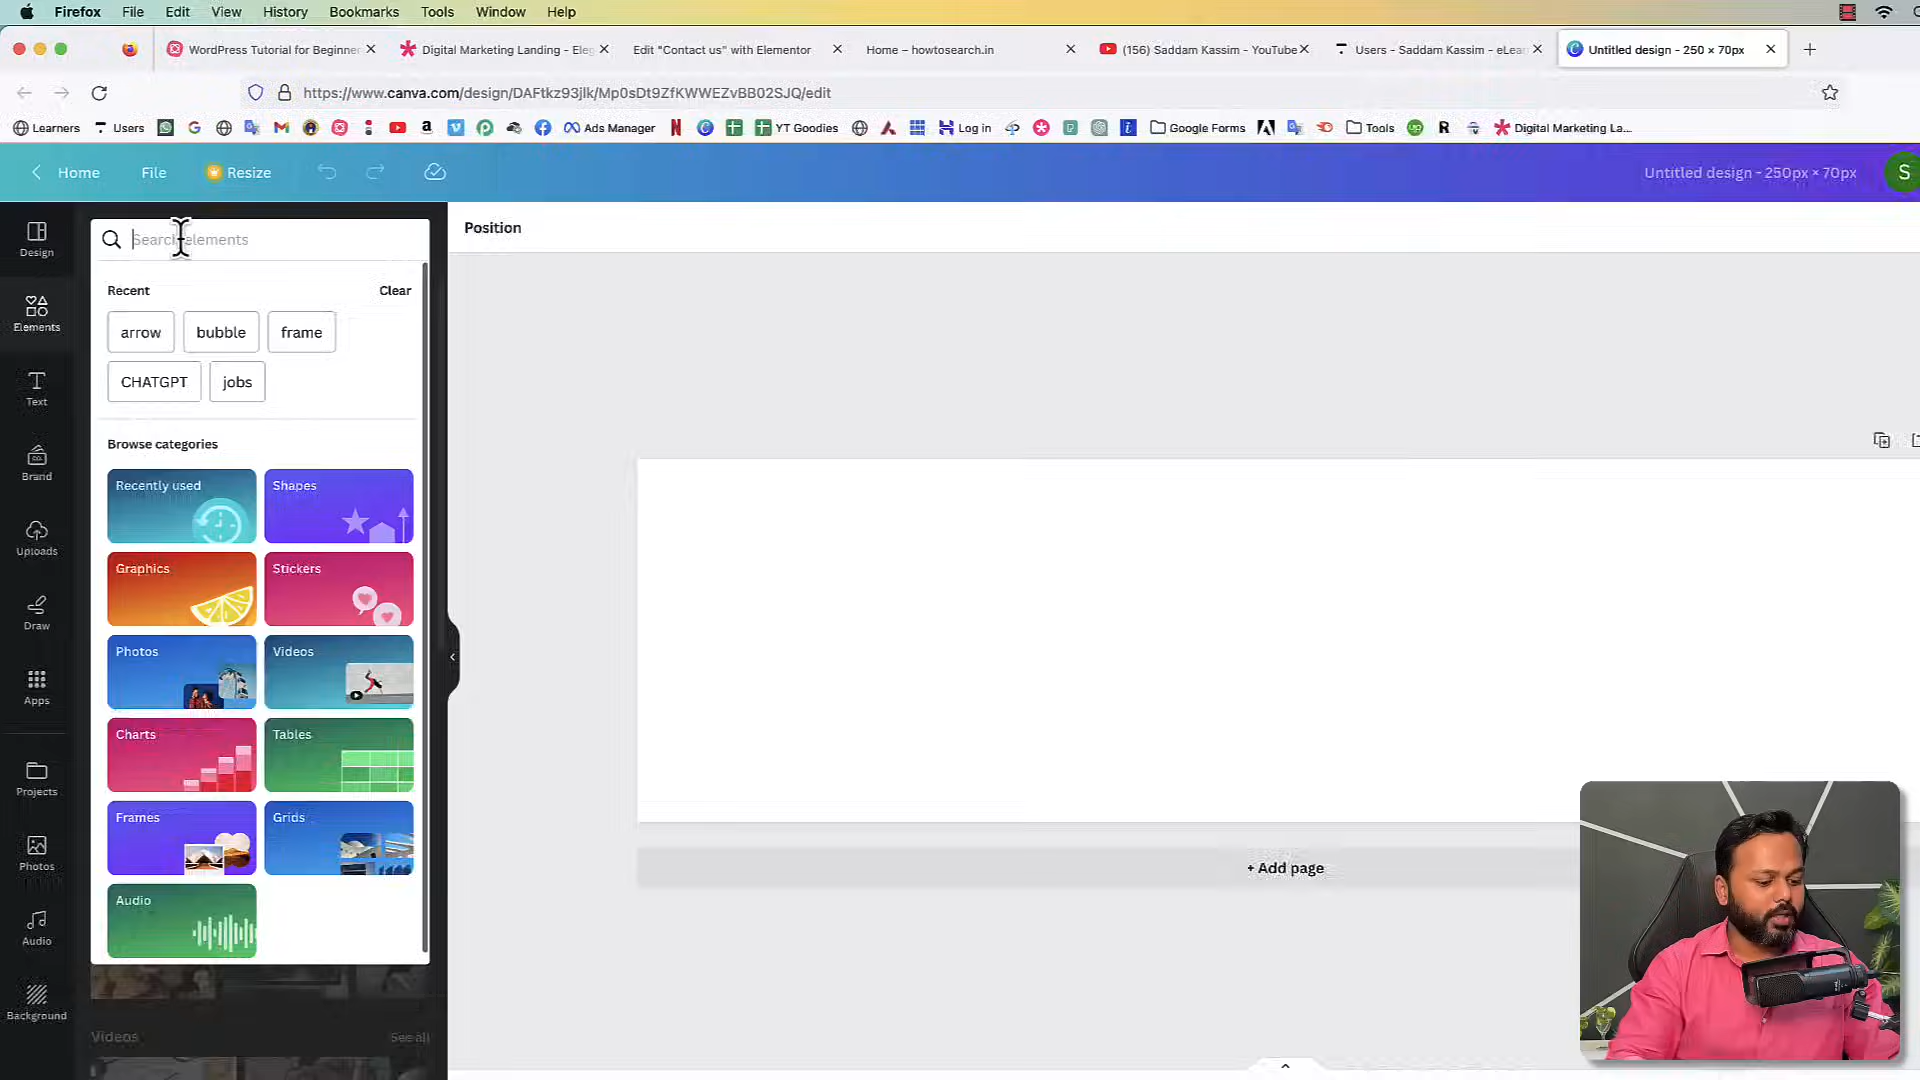 Firefox File Edit View History Bookmarks Tools Window Help
WordPress Tutorial for Beginner
Digital Marketing Landing - Eleg
Edit "Contact us" with Elementor
Home – howtosearch.in
(156) Saddam Kassim - YouTube
Users - Saddam Kassim - eLearn
Untitled design - 250 × 70px
https://www.canva.com/design/DAFtkz93jlk/Mp0sDt9ZfKWWEZvBB02SJQ/edit
Learners Users Ads Manager YT Goodies Log in Google Forms Tools Digital Marketing La...
Home File Resize
Untitled design - 250px × 70px
S
Design
Elements
Text
Brand
Uploads
Draw
Apps
Projects
Photos
Audio
Background
Search elements
Recent Clear
arrow bubble frame
CHATGPT jobs
Browse categories
Recently used Shapes
Graphics Stickers
Photos Videos
Charts Tables
Frames Grids
Audio
Videos See all
Position
+ Add page